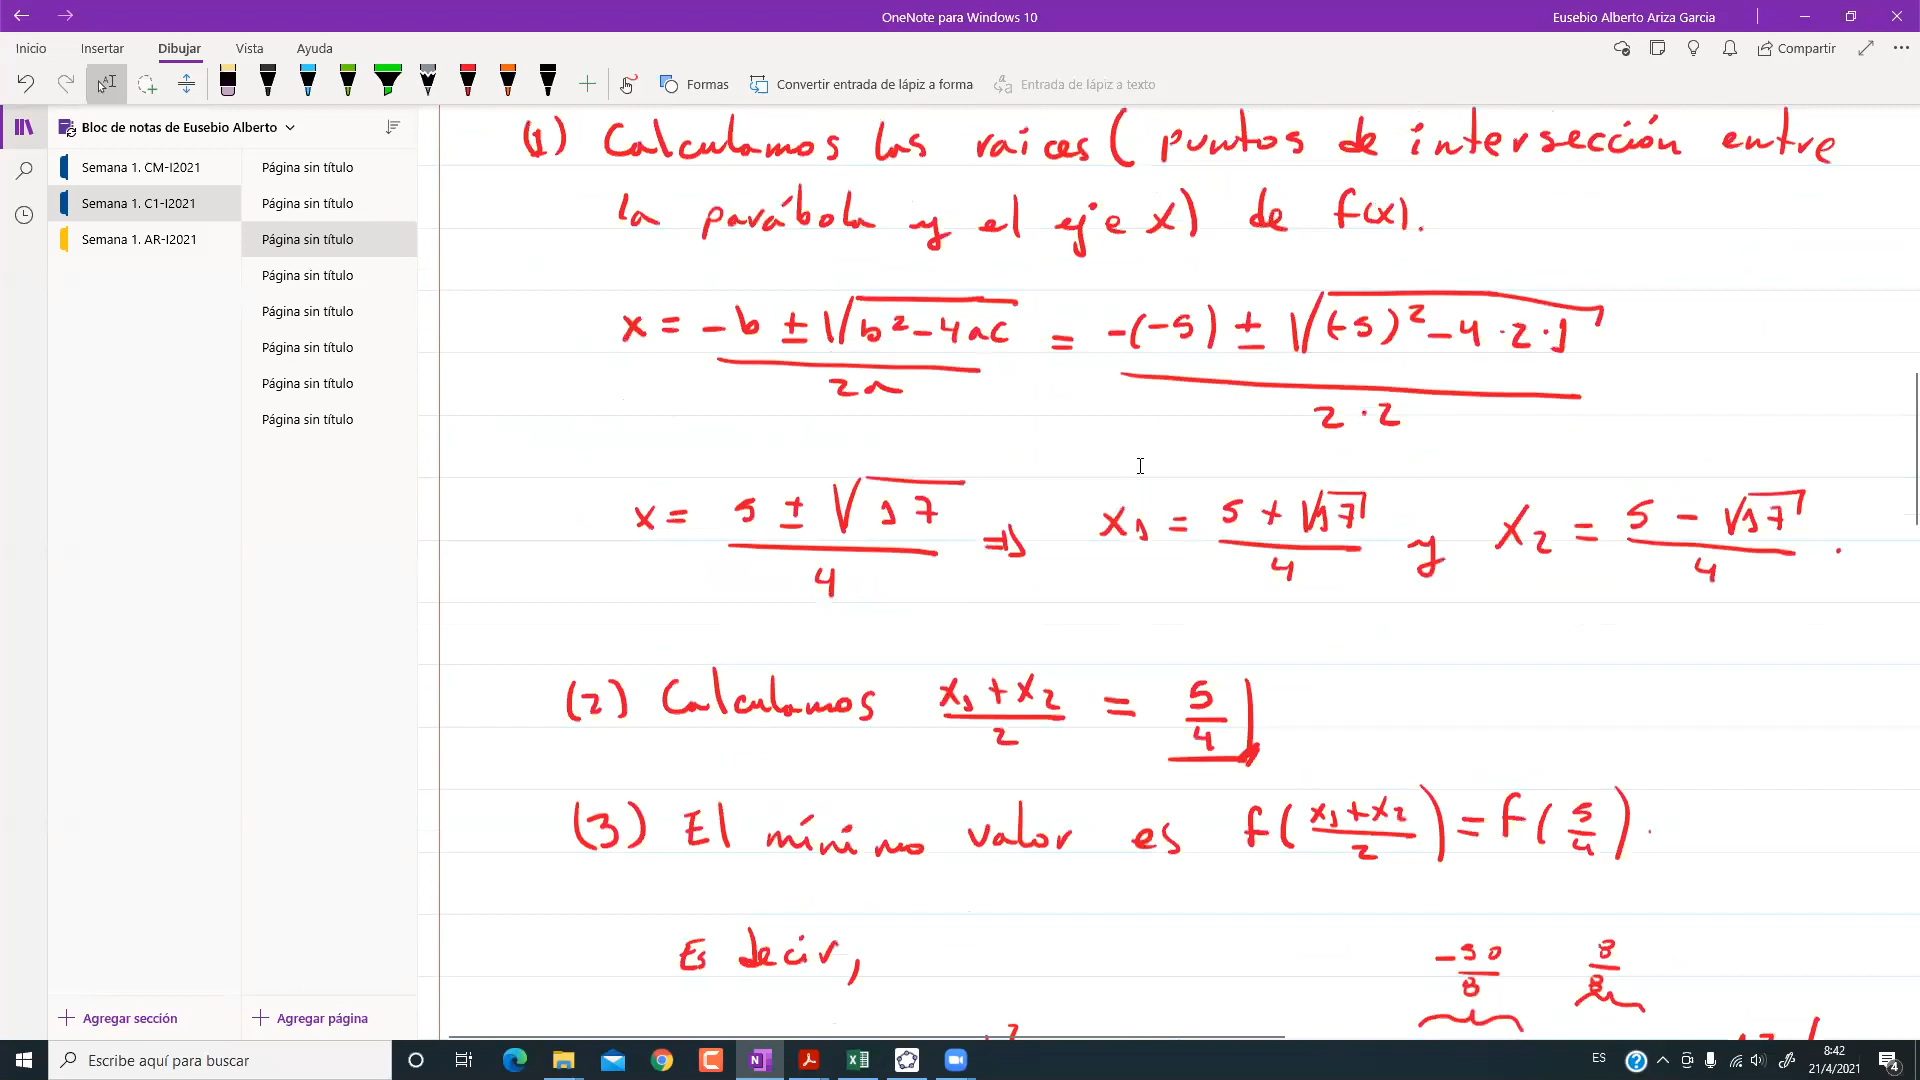 OneNote para Windows 10
Eusebio Alberto Ariza Garcia
Inicio Insertar Dibujar Vista Ayuda
Compartir
Formas Convertir entrada de lápiz a forma Entrada de lápiz a texto
Bloc de notas de Eusebio Alberto
Semana 1. CM-I2021
Semana 1. C1-I2021
Semana 1. AR-I2021
Página sin título
Página sin título
Página sin título
Página sin título
Página sin título
Página sin título
Página sin título
Página sin título
(1) Calculamos las raices ( puntos de intersección entre
la parábola y el eje x) de f(x).
x = -b ± √(b² - 4ac) / 2a = -(-5) ± √((-5)² - 4 · 2 · 1) / 2 · 2
x = 5 ± √17 / 4 ⇒ x₁ = 5 + √17 / 4 y x₂ = 5 - √17 / 4 .
(2) Calculamos x₁ + x₂ / 2 = 5/4
(3) El mínimo valor es f( x₁ + x₂ / 2 ) = f( 5/4 ).
Es decir,
-50/8 8/8
Agregar sección
Agregar página
Escribe aquí para buscar
ES
8:42
21/4/2021
4